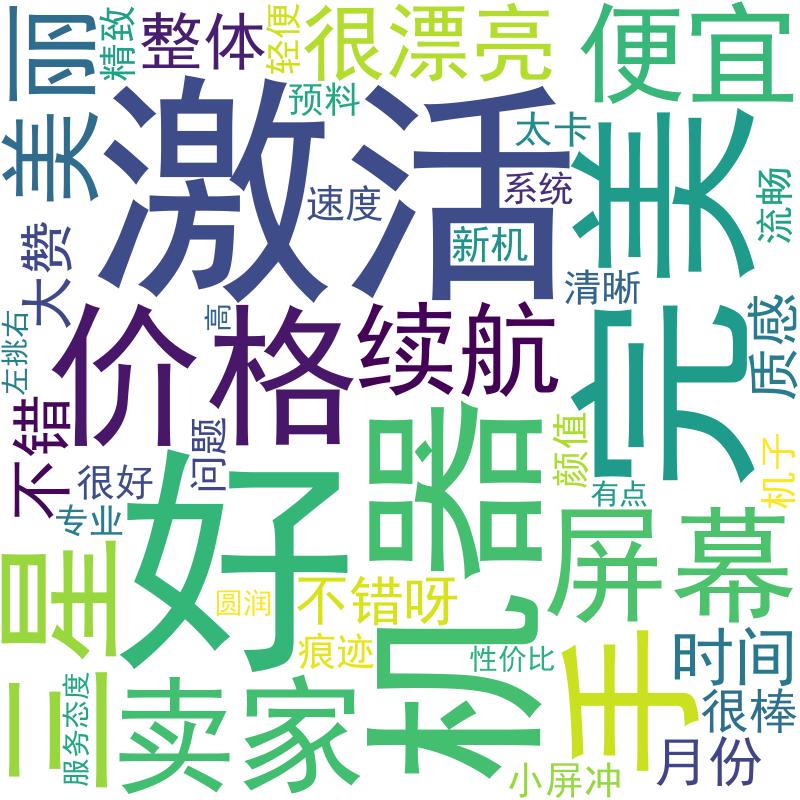 美丽
精致
整体
轻便
很漂亮
便宜
预料
太卡
激活
速度
系统
新机
完美
流畅
大赞
清晰
左挑右
高
价格
续航
质感
不错
问题
很好
专业
好
机器
颜值
有点
机子
屏幕
三星
圆润
不错呀
痕迹
性价比
手
时间
很棒
服务态度
卖家
小屏冲
月份